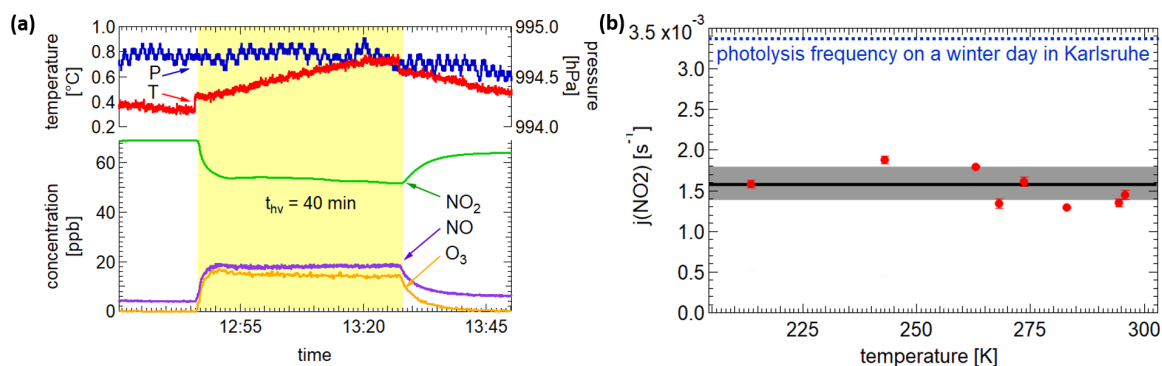 (a)
temperature
[°C]
1.0
0.8
0.6
0.4
0.2
P
T
995.0
994.5
994.0
pressure
[hPa]
concentration
[ppb]
60
40
20
0
t_hv = 40 min
NO₂
NO
O₃
12:55
13:20
13:45
time
(b)
j(NO2) [s⁻¹]
3.5 x10⁻³
3.0
2.5
2.0
1.5
1.0
0.5
0.0
photolysis frequency on a winter day in Karlsruhe
225
250
275
300
temperature [K]